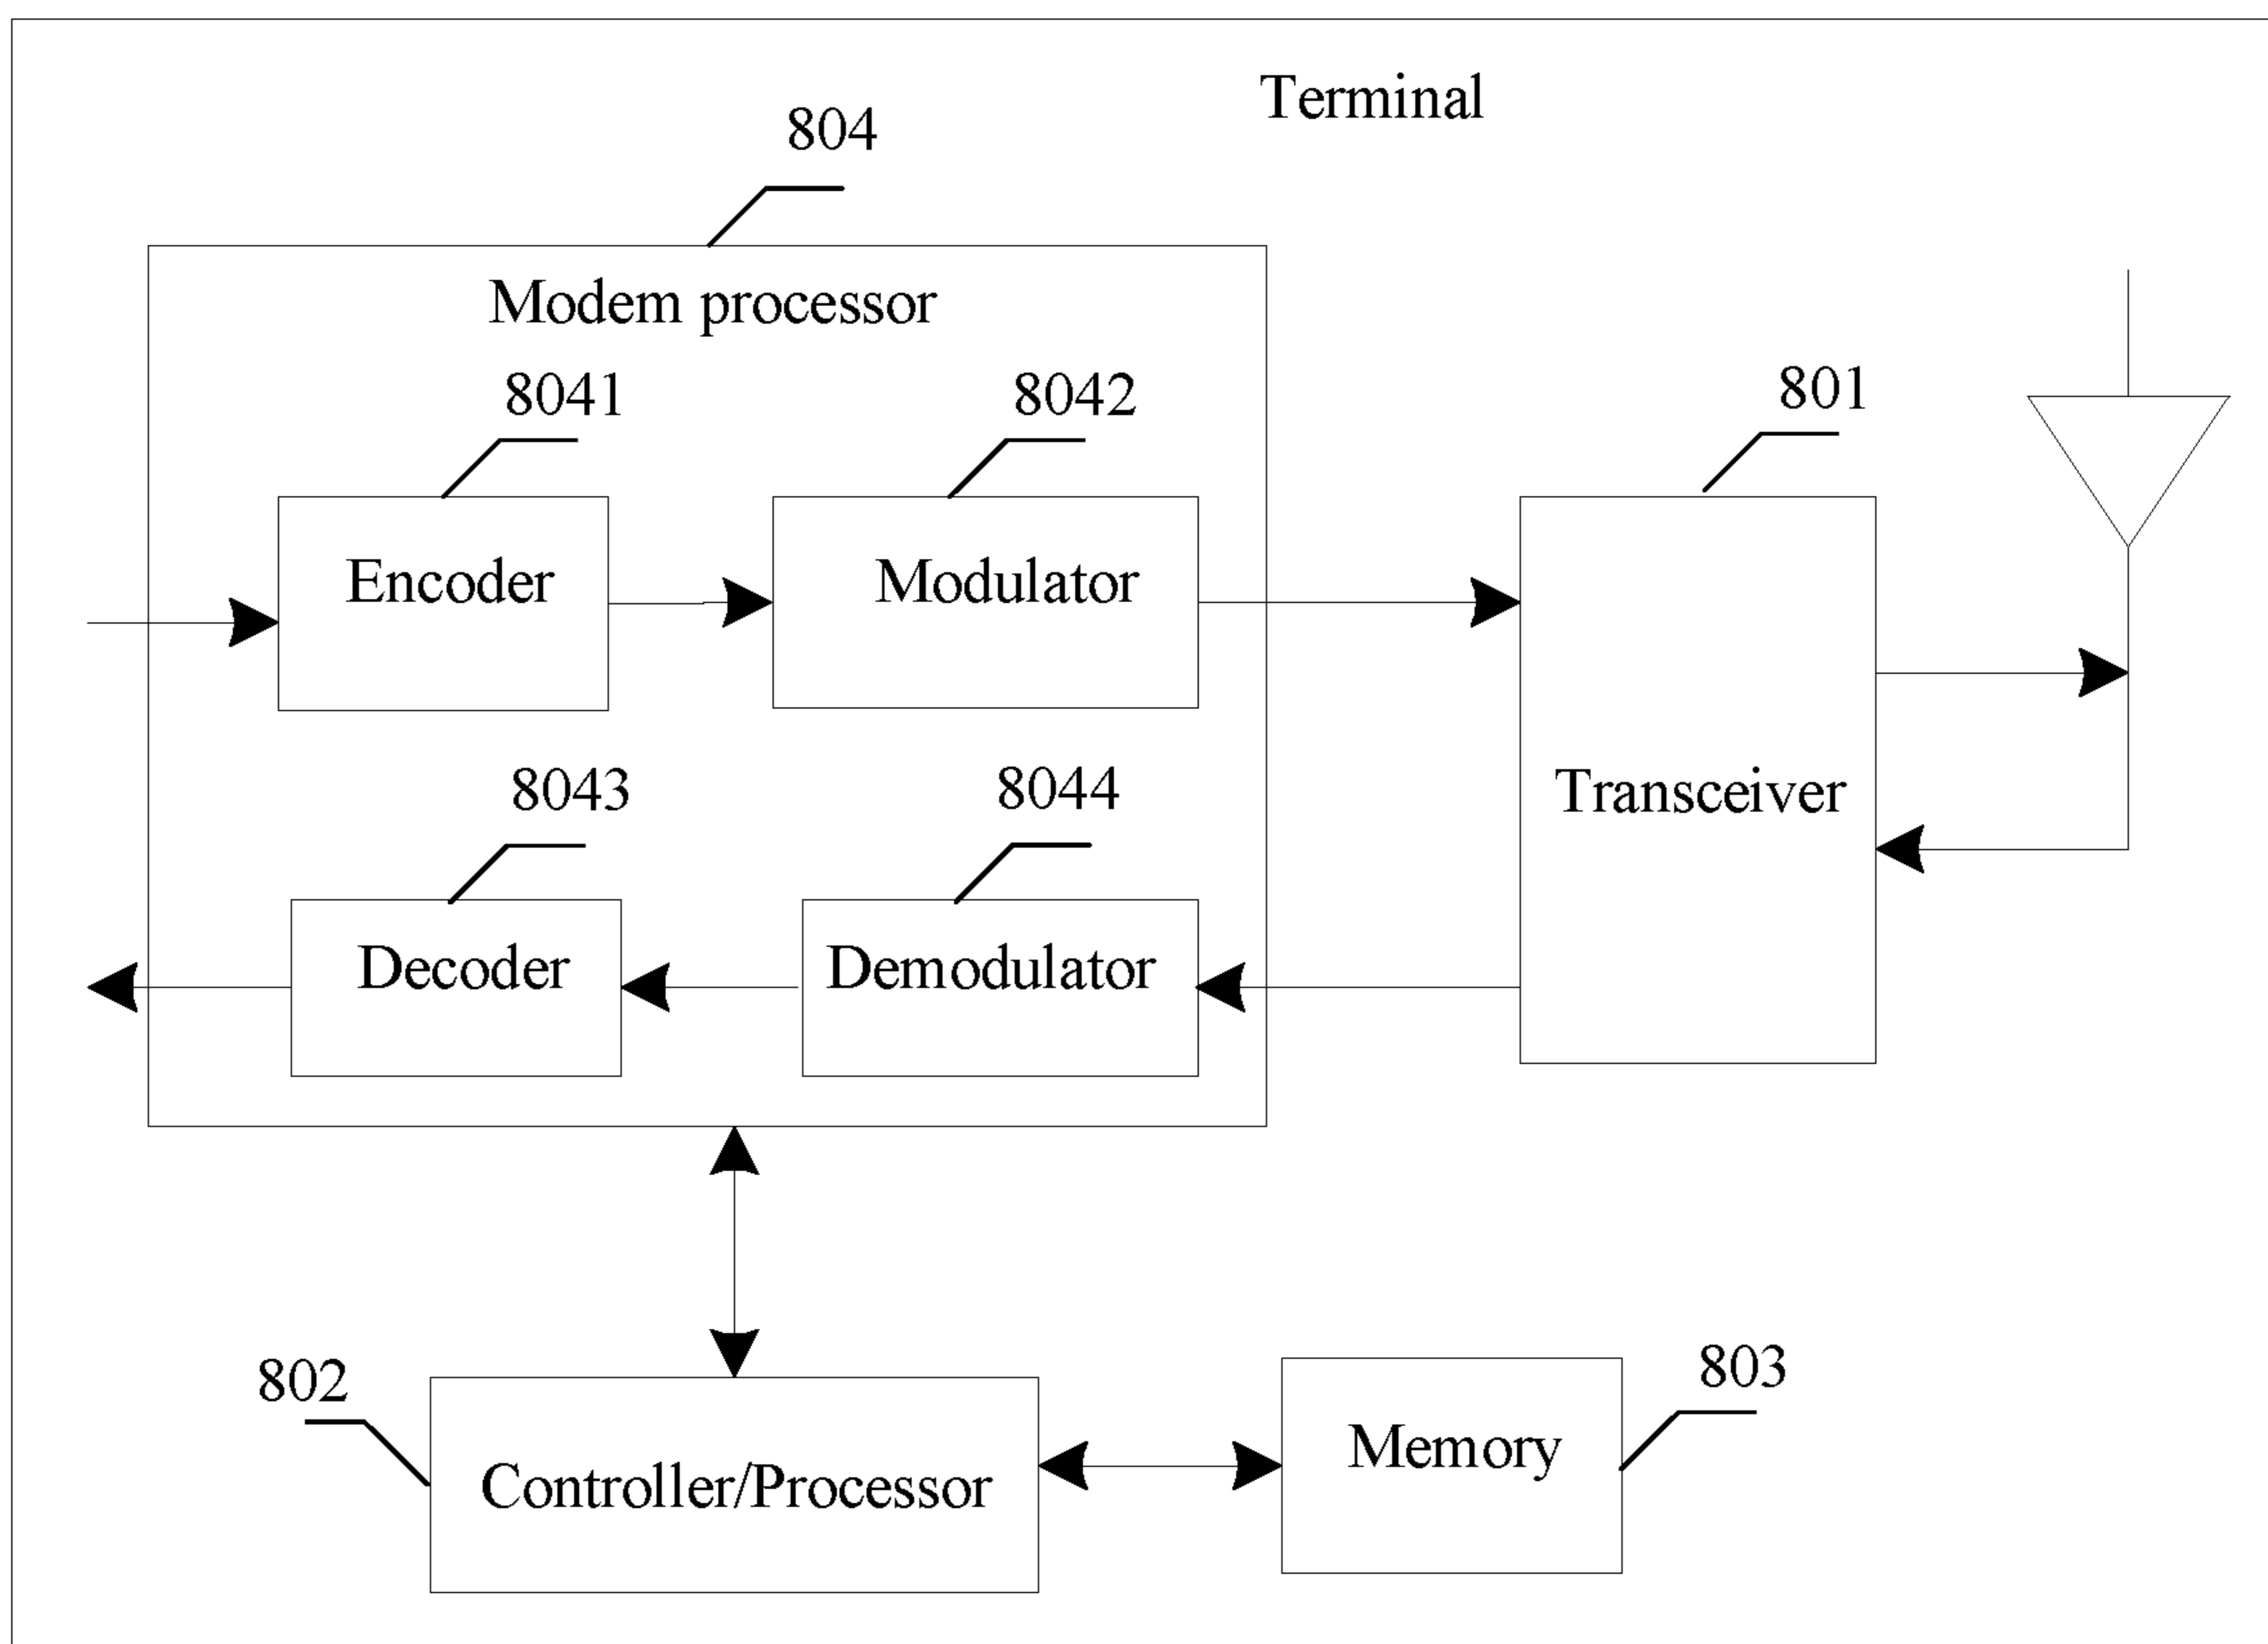 Terminal
804
Modem processor
8041
8042
801
Encoder
Modulator
8043
8044
Transceiver
Decoder
Demodulator
802
803
Controller/Processor
Memory